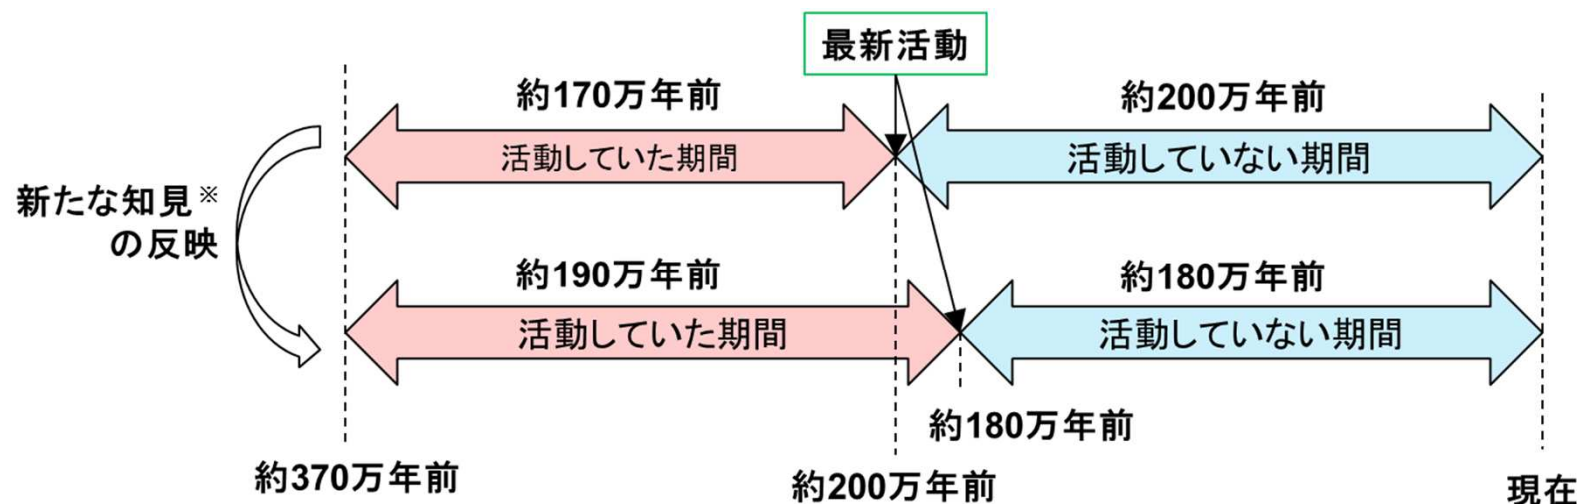 最新活動
約170万年前
約200万年前
活動していた期間
活動していない期間
新たな知見※
の反映
約190万年前
約180万年前
活動していた期間
活動していない期間
約180万年前
約370万年前
約200万年前
現在